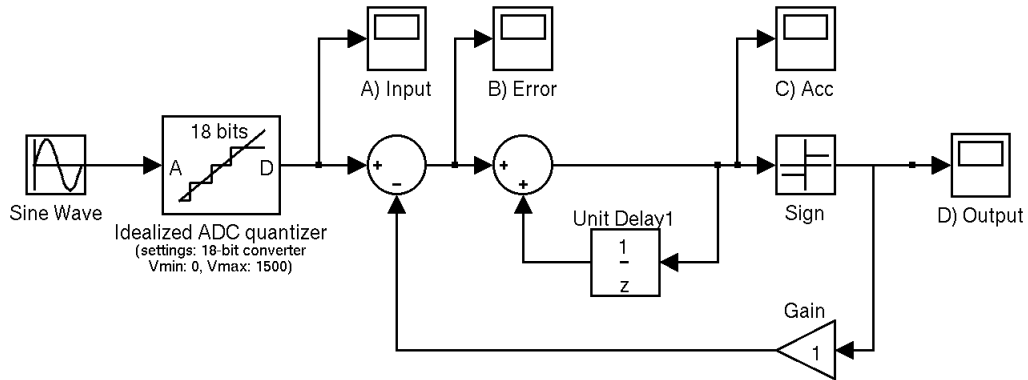 A) Input
B) Error
C) Acc
18 bits
A
D
+
−
+
+
Sine Wave
Idealized ADC quantizer
(settings: 18-bit converter
Vmin: 0, Vmax: 1500)
Unit Delay1
1
z
Sign
D) Output
Gain
1